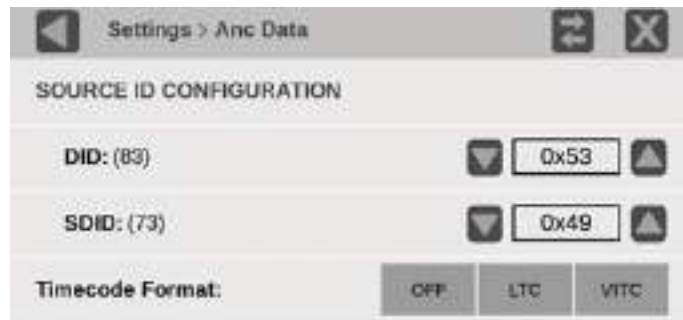 Settings > Anc Data
SOURCE ID CONFIGURATION
DID: (83) 0x53
SDID: (73) 0x49
Timecode Format: OFF LTC VITC